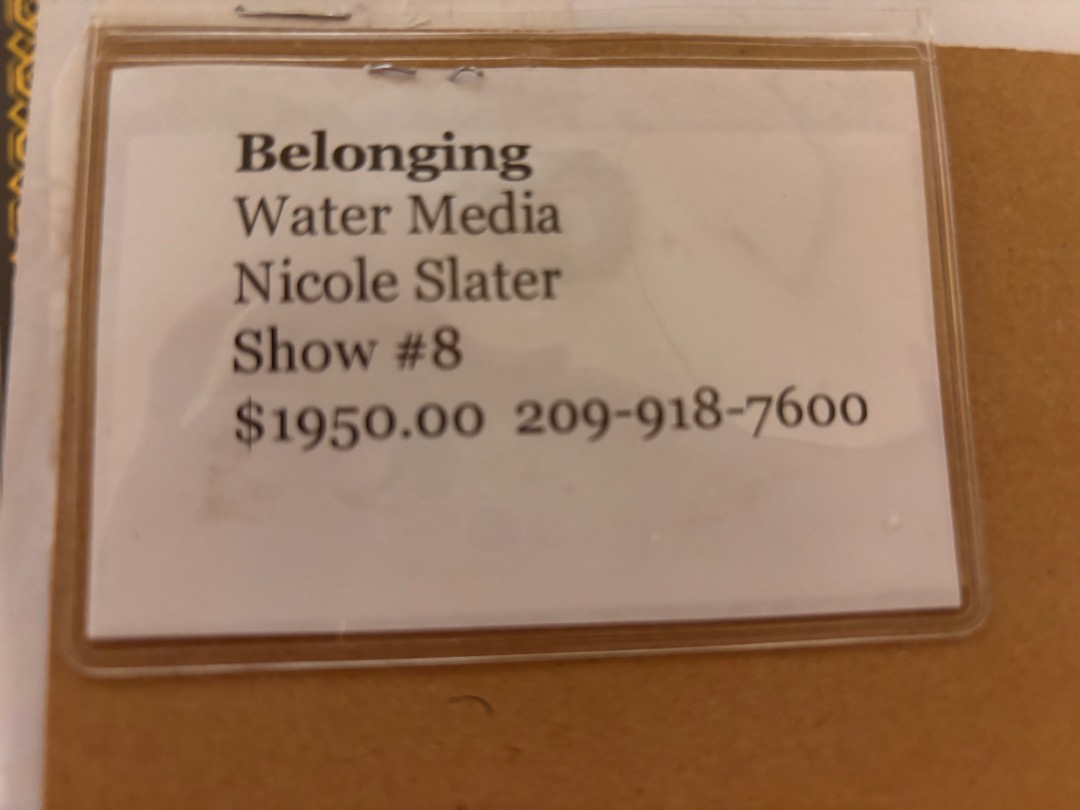 Belonging
Water Media
Nicole Slater
Show #8
$1950.00 209-918-7600